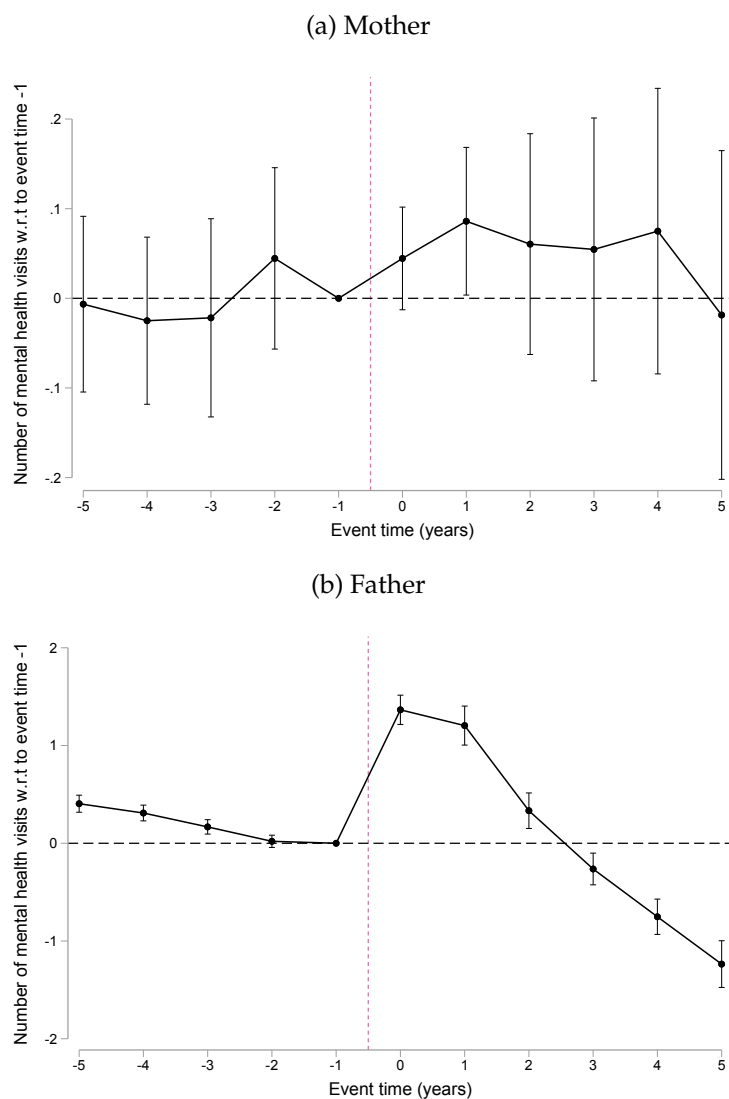 (a) Mother
Number of mental health visits w.r.t to event time -1
.2
.1
0
-.1
-.2
-5 -4 -3 -2 -1 0 1 2 3 4 5
Event time (years)
(b) Father
Number of mental health visits w.r.t to event time -1
2
1
0
-1
-2
-5 -4 -3 -2 -1 0 1 2 3 4 5
Event time (years)